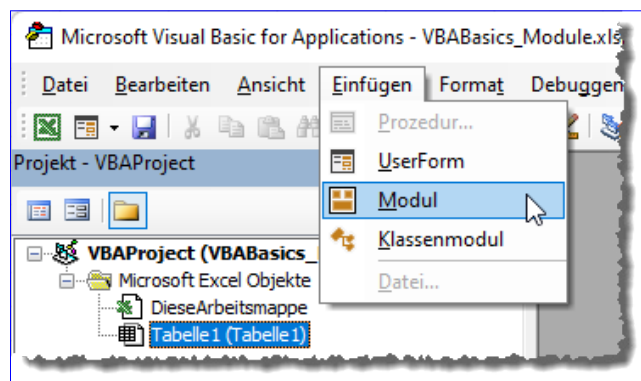 Microsoft Visual Basic for Applications - VBABasics_Module.xls
Datei Bearbeiten Ansicht Einfügen Format Debuggen
Prozedur...
Projekt - VBAProject
UserForm
Modul
Klassenmodul
VBAProject (VBABasics_
Microsoft Excel Objekte
Datei...
DieseArbeitsmappe
Tabelle1 (Tabelle1)